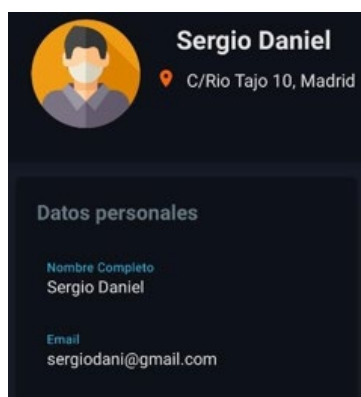 Sergio Daniel
C/Rio Tajo 10, Madrid
Datos personales
Nombre Completo
Sergio Daniel
Email
sergiodani@gmail.com